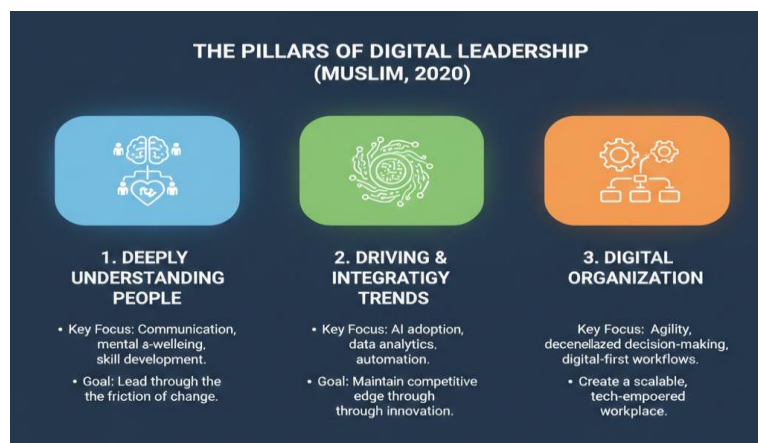 THE PILLARS OF DIGITAL LEADERSHIP
(MUSLIM, 2020)
1. DEEPLY
UNDERSTANDING
PEOPLE
• Key Focus: Communication,
mental a-welleing,
skill development.
• Goal: Lead through the
the friction of change.
2. DRIVING &
INTEGRATIGY
TRENDS
• Key Focus: AI adoption,
data analytics.
automation.
• Goal: Maintain competitive
edge through
through innovation.
3. DIGITAL
ORGANIZATION
Key Focus: Agility,
decenellazed decision-making,
digital-first workflows.
• Create a scalable,
tech-empoered
workplace.